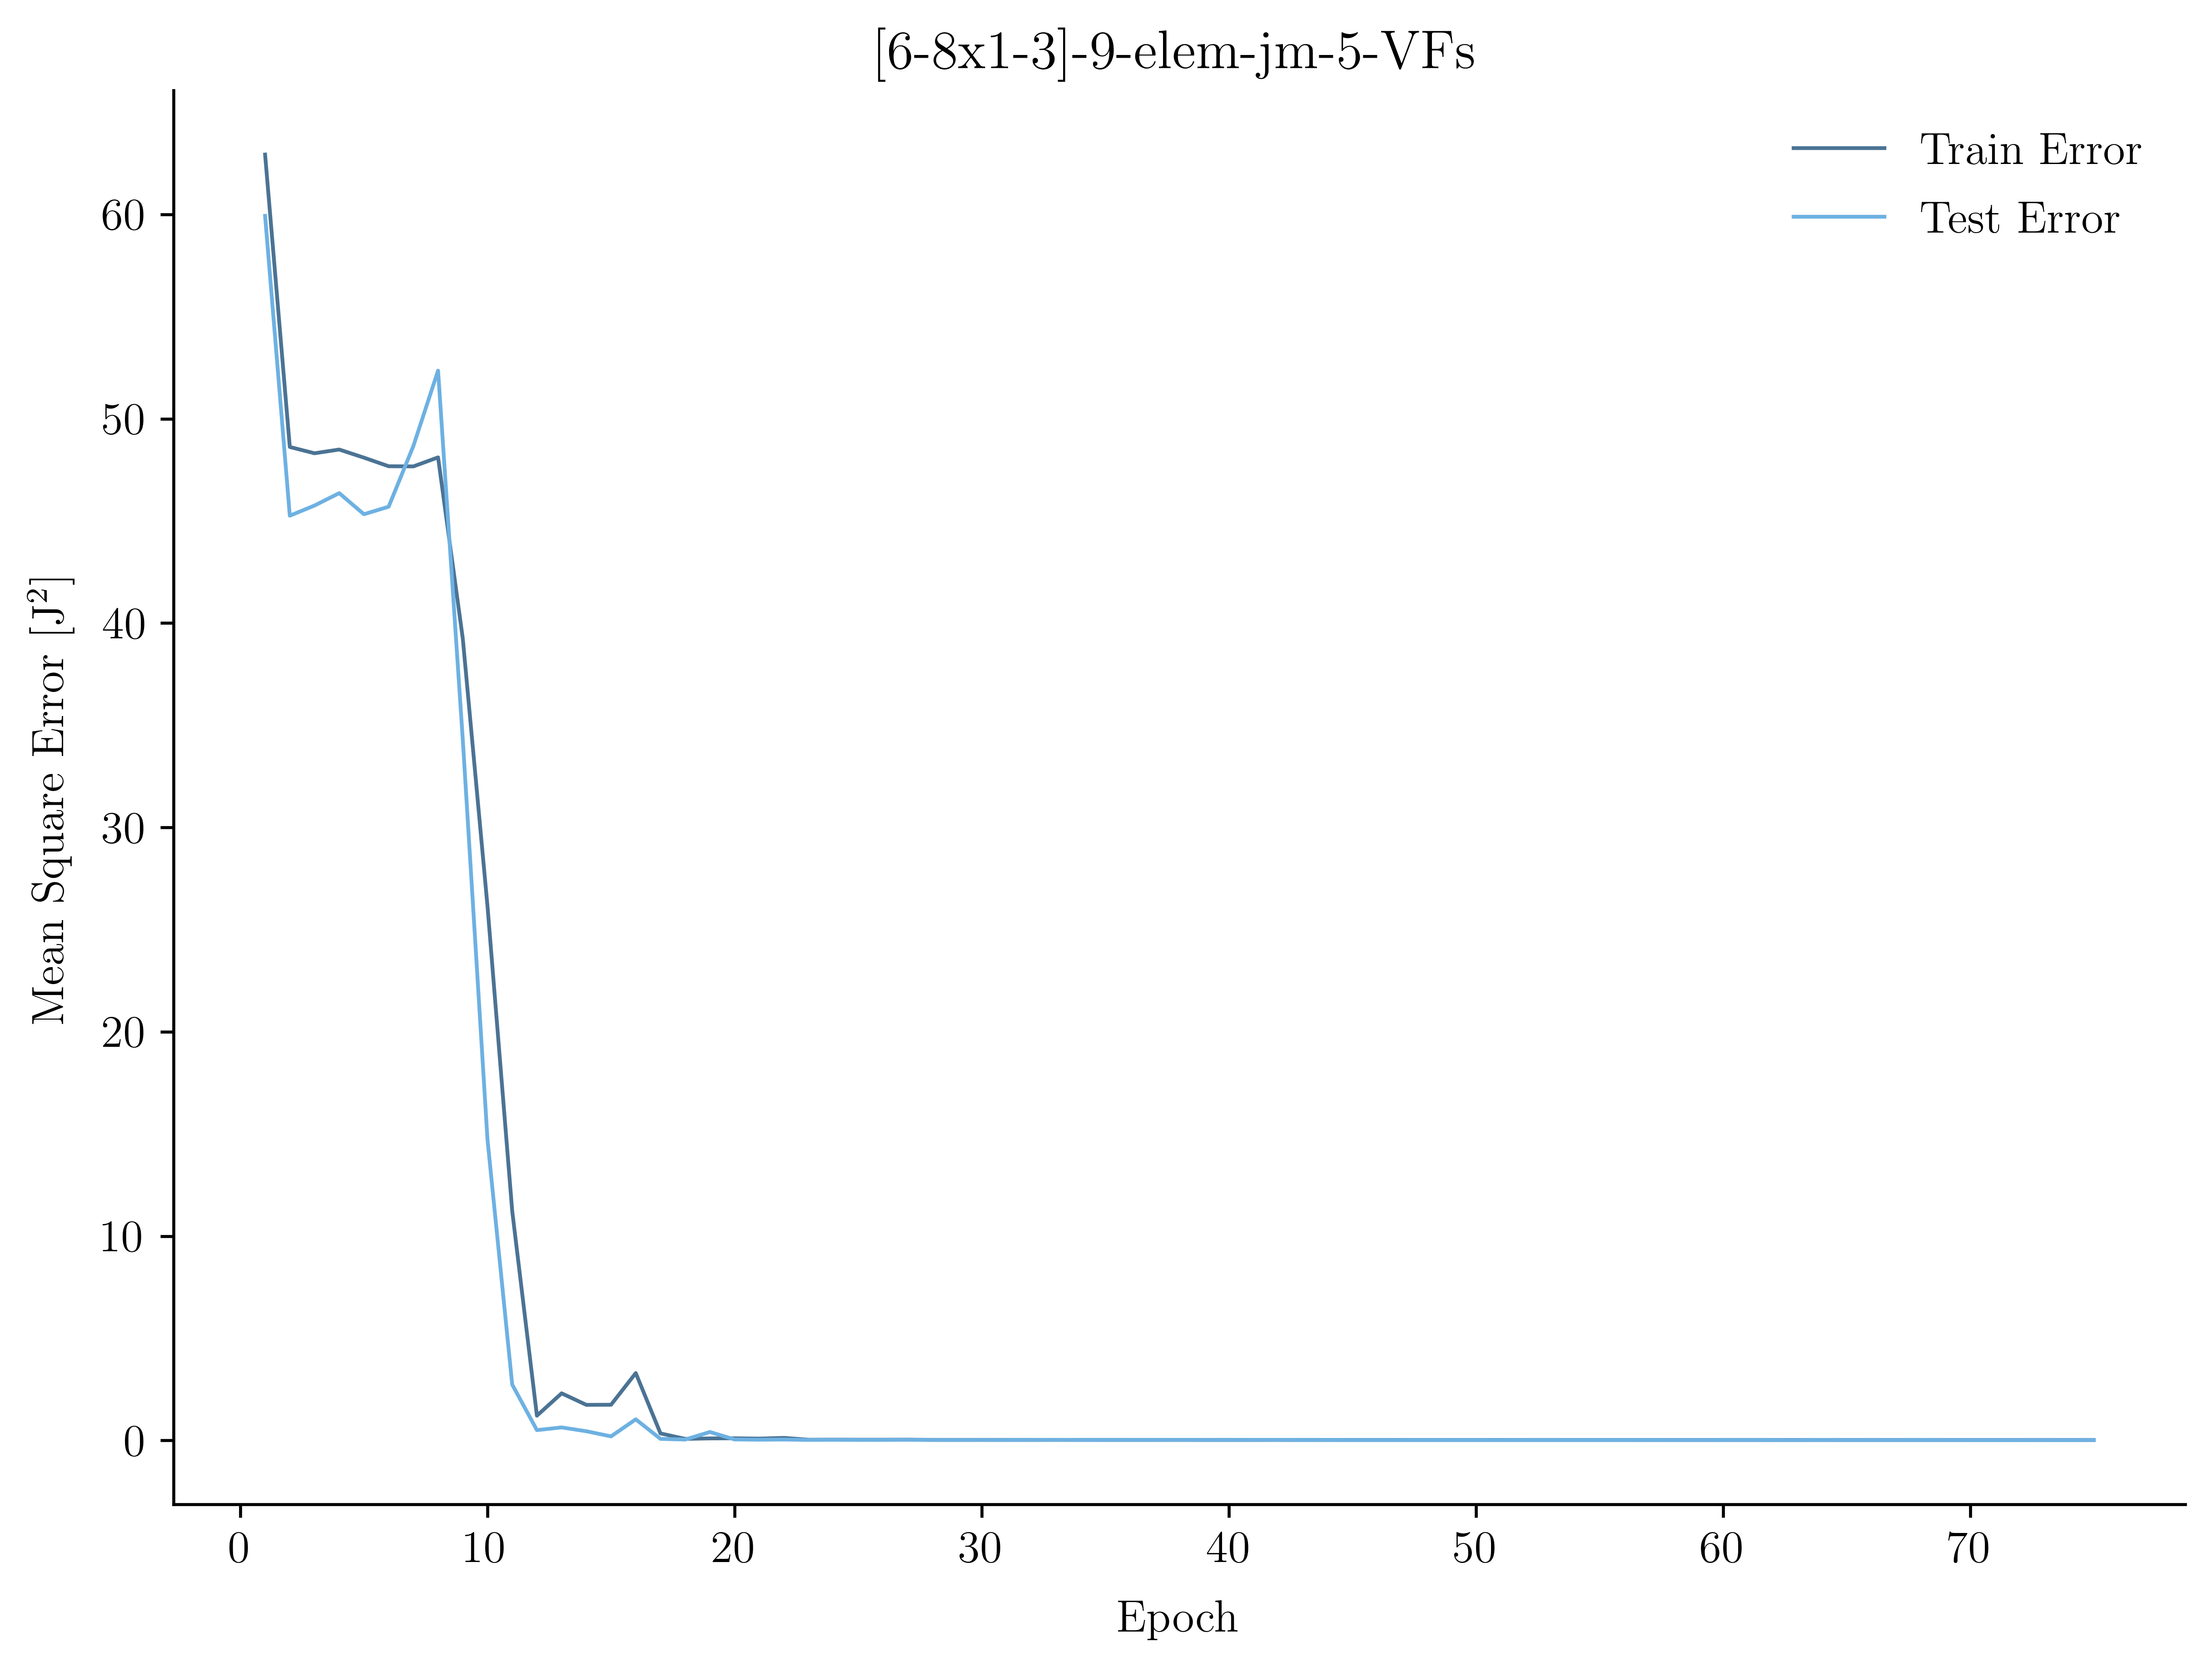 [6-8x1-3]-9-elem-jm-5-VFs
Train Error
Test Error
Mean Square Error [J²]
60
50
40
30
20
10
0
0 10 20 30 40 50 60 70
Epoch